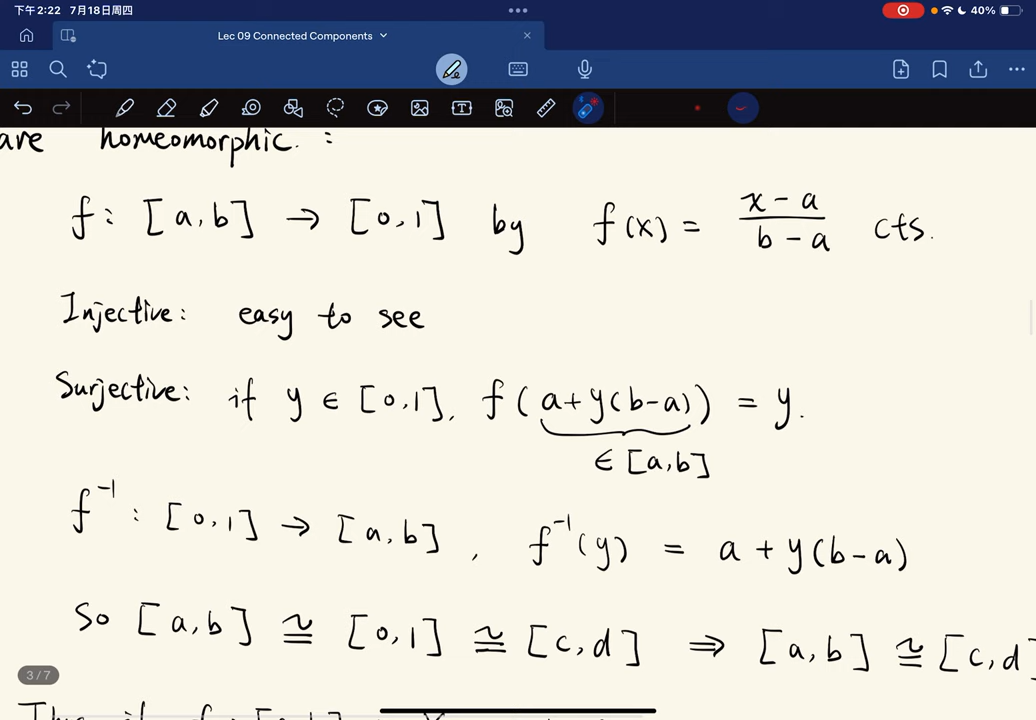 下午2:22 7月18日周四
40%
Lec 09 Connected Components
are homeomorphic. :
f : [a,b] → [0,1] by f(x) = \frac{x-a}{b-a} cts.
Injective: easy to see
Surjective: if y ∈ [0,1], f(a+y(b-a)) = y.
∈ [a,b]
f⁻¹ : [0,1] → [a,b] , f⁻¹(y) = a + y(b-a)
So [a,b] ≅ [0,1] ≅ [c,d] ⇒ [a,b] ≅ [c,d
3/7